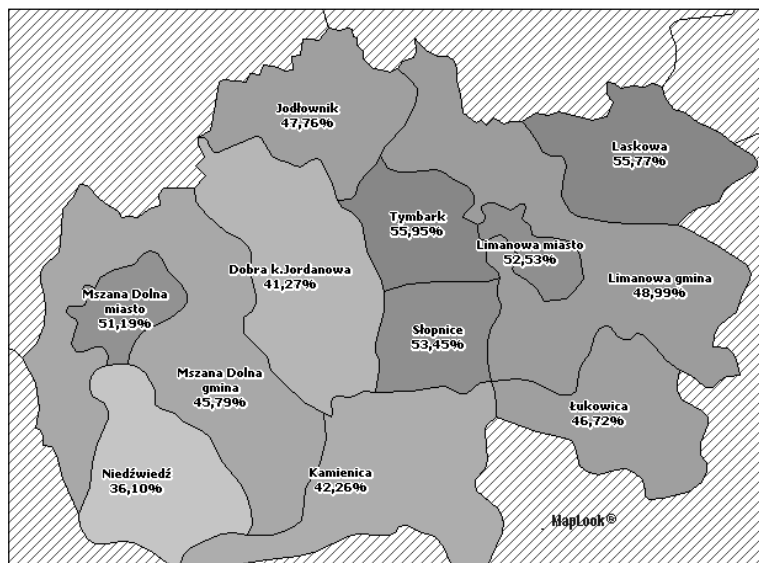 Jodłownik
47,76%
Laskowa
55,77%
Tymbark
55,95%
Limanowa miasto
52,53%
Dobra k.Jordanowa
41,27%
Limanowa gmina
48,99%
Mszana Dolna
miasto
51,19%
Słopnice
53,45%
Mszana Dolna
gmina
45,79%
Łukowica
46,72%
Niedźwiedź
36,10%
Kamienica
42,26%
MapLook®